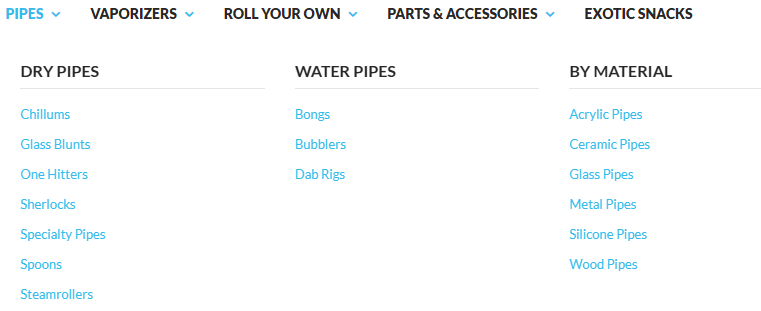 PIPES VAPORIZERS ROLL YOUR OWN PARTS & ACCESSORIES EXOTIC SNACKS
DRY PIPES
Chillums
Glass Blunts
One Hitters
Sherlocks
Specialty Pipes
Spoons
Steamrollers
WATER PIPES
Bongs
Bubblers
Dab Rigs
BY MATERIAL
Acrylic Pipes
Ceramic Pipes
Glass Pipes
Metal Pipes
Silicone Pipes
Wood Pipes